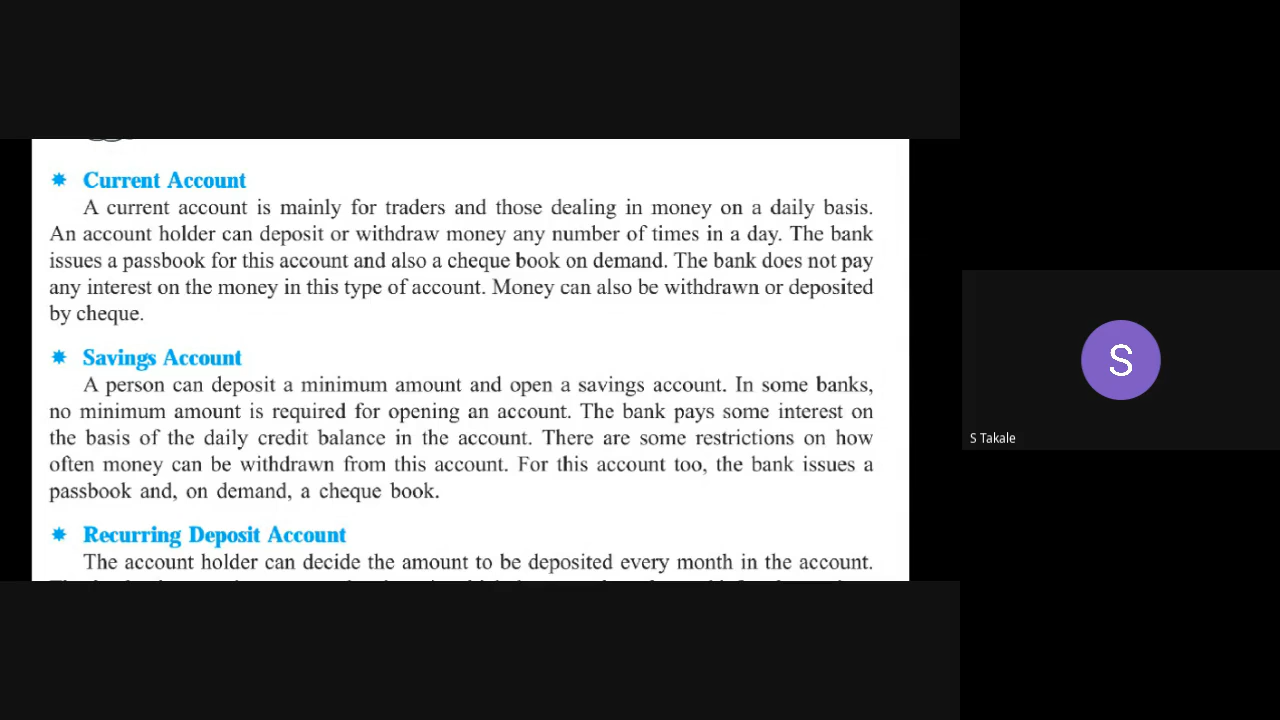 ✷ Current Account
A current account is mainly for traders and those dealing in money on a daily basis.
An account holder can deposit or withdraw money any number of times in a day. The bank
issues a passbook for this account and also a cheque book on demand. The bank does not pay
any interest on the money in this type of account. Money can also be withdrawn or deposited
by cheque.
✷ Savings Account
A person can deposit a minimum amount and open a savings account. In some banks,
no minimum amount is required for opening an account. The bank pays some interest on
the basis of the daily credit balance in the account. There are some restrictions on how
often money can be withdrawn from this account. For this account too, the bank issues a
passbook and, on demand, a cheque book.
✷ Recurring Deposit Account
The account holder can decide the amount to be deposited every month in the account.
S
S Takale